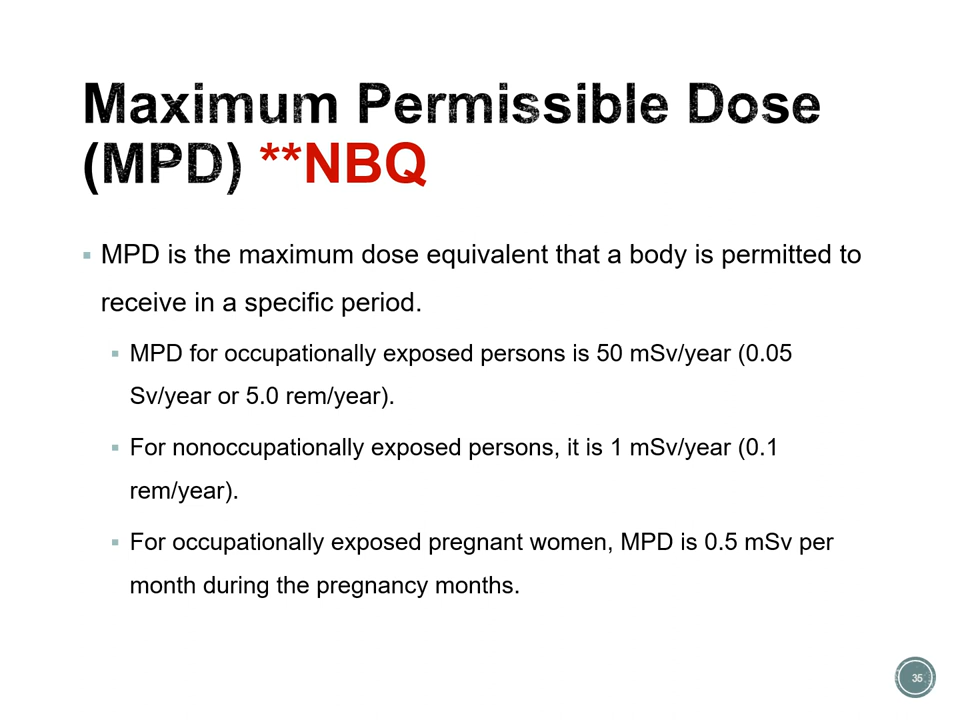 Maximum Permissible Dose
(MPD) **NBQ
▪ MPD is the maximum dose equivalent that a body is permitted to
receive in a specific period.
▪ MPD for occupationally exposed persons is 50 mSv/year (0.05
Sv/year or 5.0 rem/year).
▪ For nonoccupationally exposed persons, it is 1 mSv/year (0.1
rem/year).
▪ For occupationally exposed pregnant women, MPD is 0.5 mSv per
month during the pregnancy months.
35